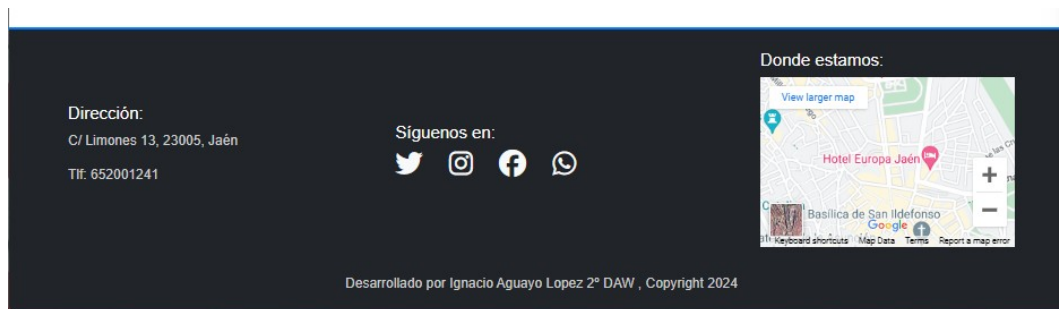 Dirección:
C/ Limones 13, 23005, Jaén
Tlf: 652001241
Síguenos en:
Donde estamos:
View larger map
Hotel Europa Jaén
Basílica de San Ildefonso
Google
Keyboard shortcuts Map Data Terms Report a map error
Desarrollado por Ignacio Aguayo Lopez 2º DAW , Copyright 2024